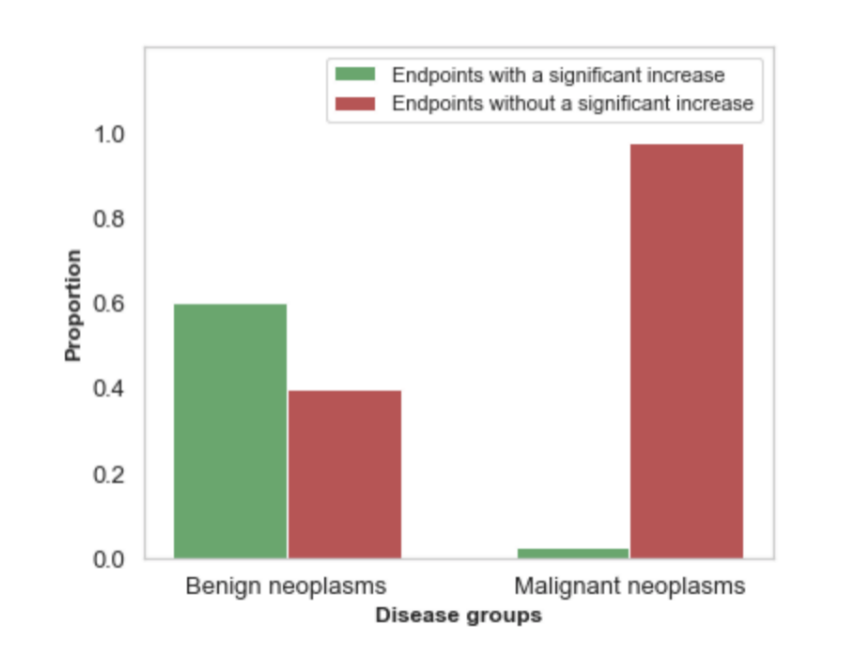 Endpoints with a significant increase
Endpoints without a significant increase
1.0
0.8
0.6
0.4
0.2
0.0
Proportion
Benign neoplasms
Malignant neoplasms
Disease groups